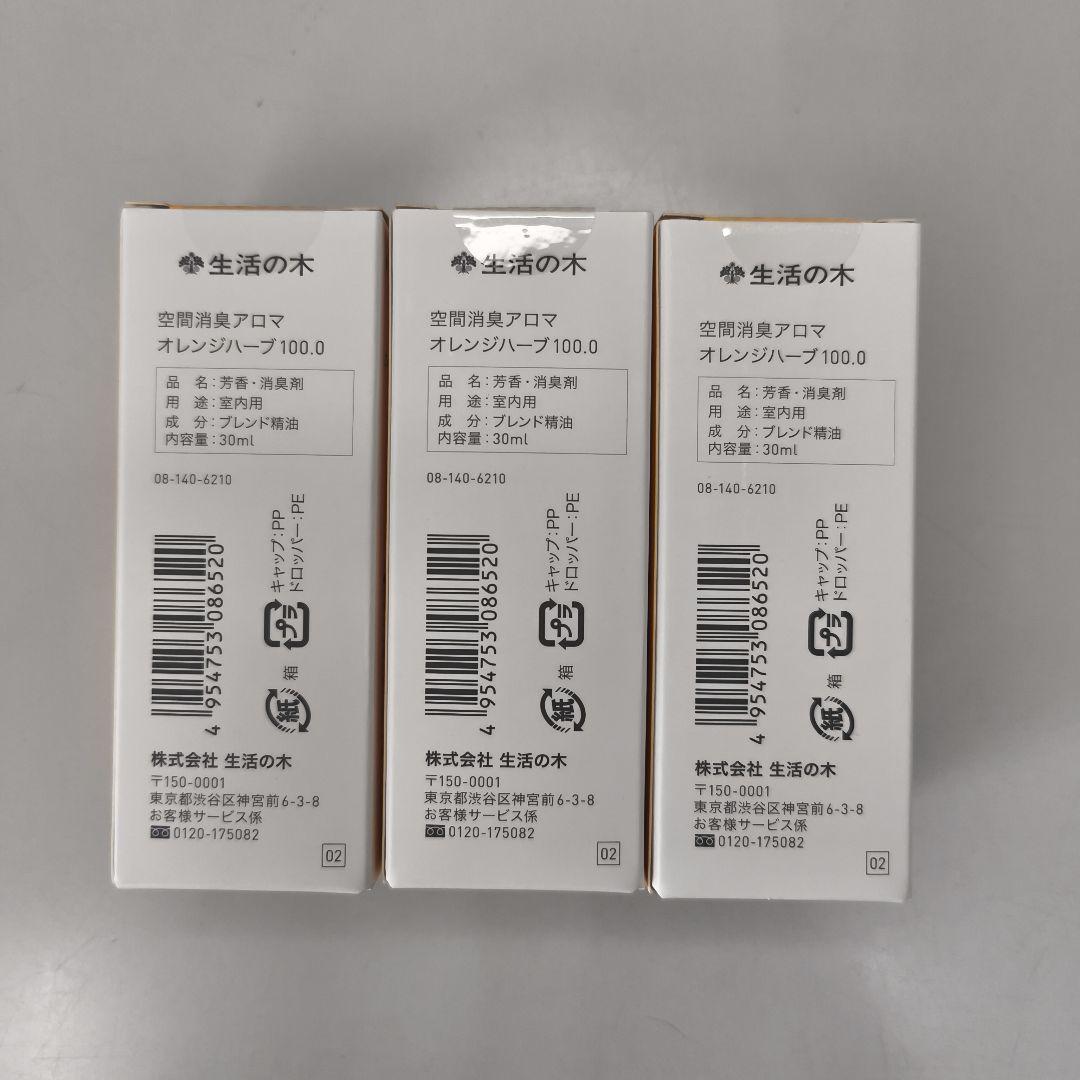 生活の木
空間消臭アロマ
オレンジハーブ100.0
品　名：芳香・消臭剤
用　途：室内用
成　分：ブレンド精油
内容量：30ml
08-140-6210
キャップ：PP
ドロッパー：PE
プラ
箱
紙
4 954753 086520
株式会社 生活の木
〒150-0001
東京都渋谷区神宮前6-3-8
お客様サービス係
0120-175082
02
生活の木
空間消臭アロマ
オレンジハーブ100.0
品　名：芳香・消臭剤
用　途：室内用
成　分：ブレンド精油
内容量：30ml
08-140-6210
キャップ：PP
ドロッパー：PE
プラ
箱
紙
4 954753 086520
株式会社 生活の木
〒150-0001
東京都渋谷区神宮前6-3-8
お客様サービス係
0120-175082
02
生活の木
空間消臭アロマ
オレンジハーブ100.0
品　名：芳香・消臭剤
用　途：室内用
成　分：ブレンド精油
内容量：30ml
08-140-6210
キャップ：PP
ドロッパー：PE
プラ
箱
紙
4 954753 086520
株式会社 生活の木
〒150-0001
東京都渋谷区神宮前6-3-8
お客様サービス係
0120-175082
02